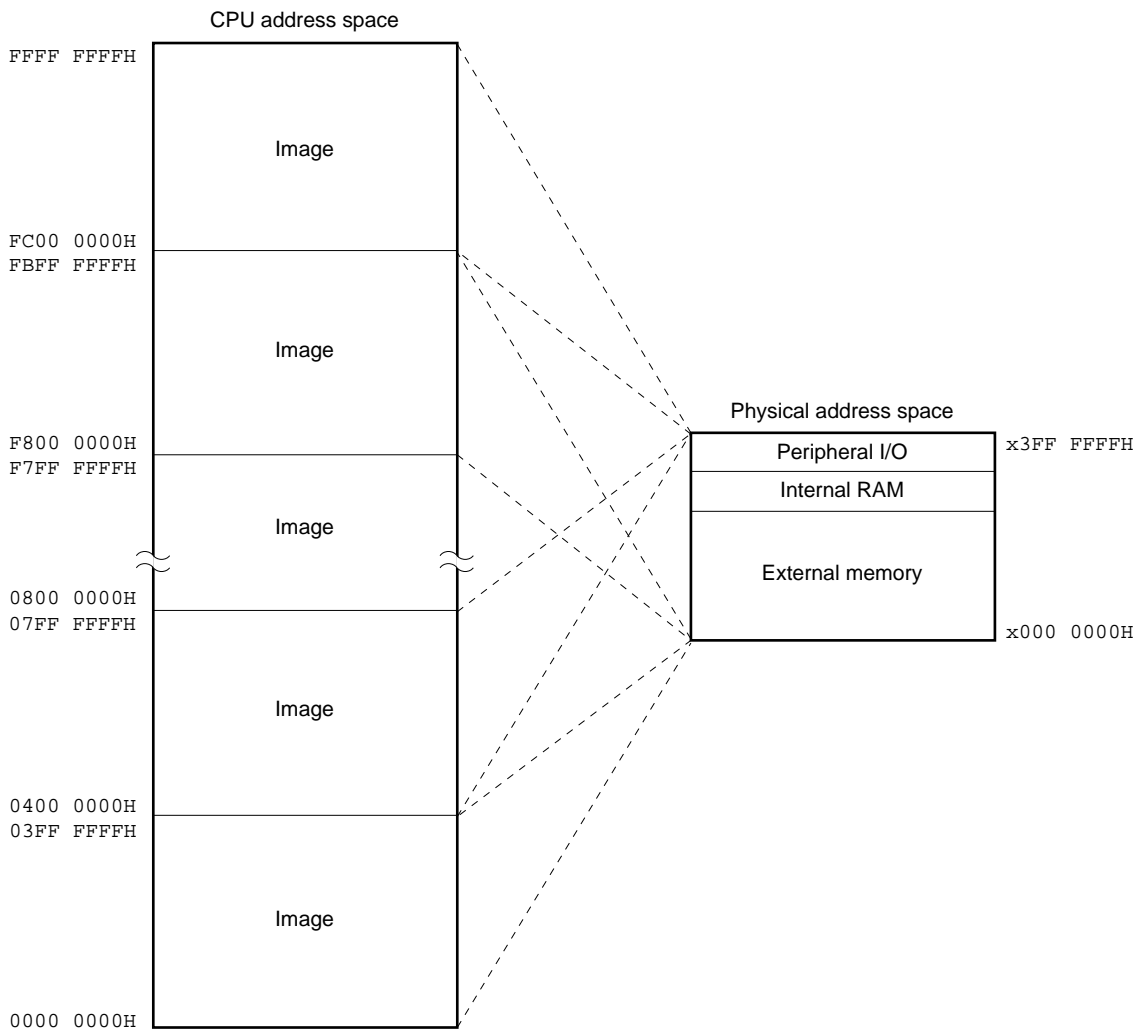 CPU address space
FFFF FFFFH
Image
FC00 0000H
FBFF FFFFH
Image
F800 0000H
F7FF FFFFH
Image
0800 0000H
07FF FFFFH
Image
0400 0000H
03FF FFFFH
Image
0000 0000H
Physical address space
Peripheral I/O
x3FF FFFFH
Internal RAM
External memory
x000 0000H